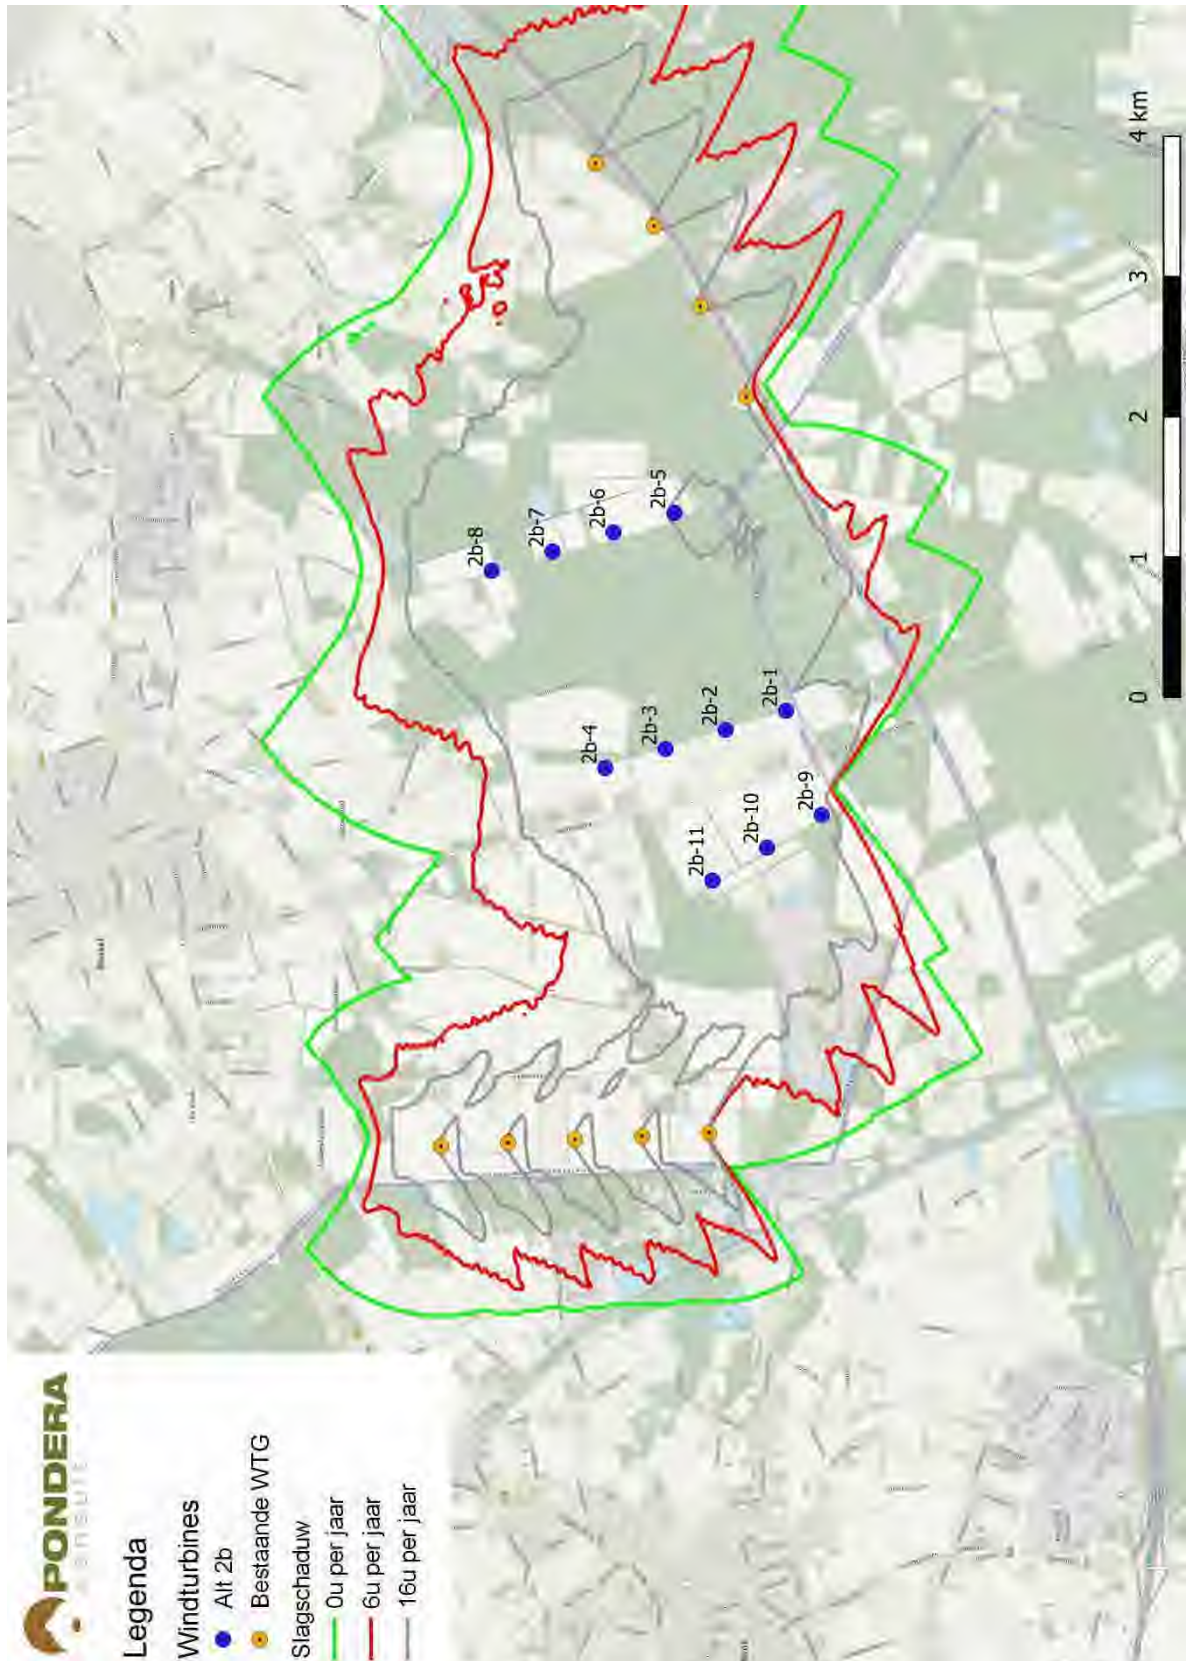 PONDERA
Consult
Legenda
Windturbines
Alt 2b
Bestaande WTG
Slagschaduw
0u per jaar
6u per jaar
16u per jaar
2b-8
2b-7
2b-6
2b-5
2b-4
2b-3
2b-2
2b-1
2b-11
2b-10
2b-9
0 1 2 3 4 km